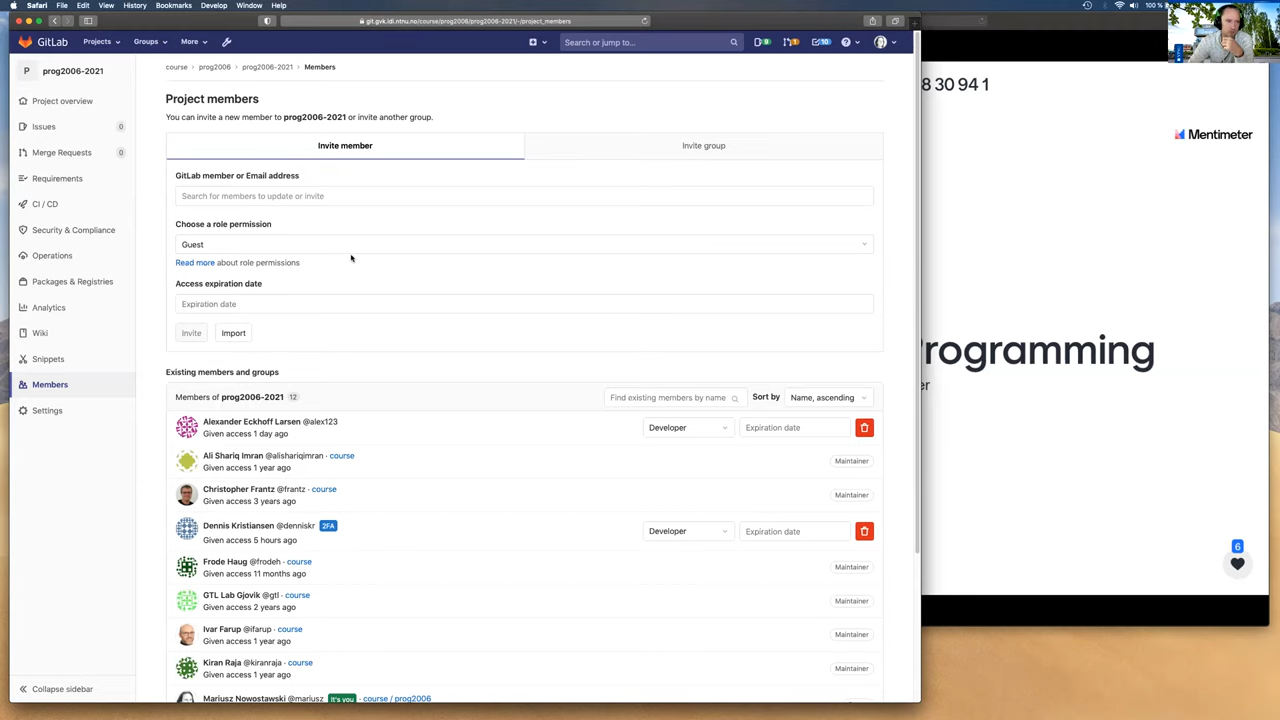 Safari File Edit View History Bookmarks Develop Window Help
100 %
git.gvk.idi.ntnu.no/course/prog2006/prog2006-2021/-/project_members
GitLab Projects Groups More Search or jump to... 8 1 10
P prog2006-2021
course › prog2006 › prog2006-2021 › Members
Project overview
Issues 0
Merge Requests 0
Requirements
CI / CD
Security & Compliance
Operations
Packages & Registries
Analytics
Wiki
Snippets
Members
Settings
Collapse sidebar
Project members
You can invite a new member to prog2006-2021 or invite another group.
Invite member Invite group
GitLab member or Email address
Search for members to update or invite
Choose a role permission
Guest
Read more about role permissions
Access expiration date
Expiration date
Invite Import
Existing members and groups
Members of prog2006-2021 12 Find existing members by name Sort by Name, ascending
Alexander Eckhoff Larsen @alex123
Given access 1 day ago
Developer Expiration date
Ali Shariq Imran @alishariqimran · course
Given access 1 year ago
Maintainer
Christopher Frantz @frantz · course
Given access 3 years ago
Maintainer
Dennis Kristiansen @denniskr 2FA
Given access 5 hours ago
Developer Expiration date
Frode Haug @frodeh · course
Given access 11 months ago
Maintainer
GTL Lab Gjovik @gtl · course
Given access 2 years ago
Maintainer
Ivar Farup @ifarup · course
Given access 1 year ago
Maintainer
Kiran Raja @kiranraja · course
Given access 1 year ago
Maintainer
Mariusz Nowostawski @mariusz It's you · course / prog2006
8 30 94 1
Mentimeter
Programming
er
6